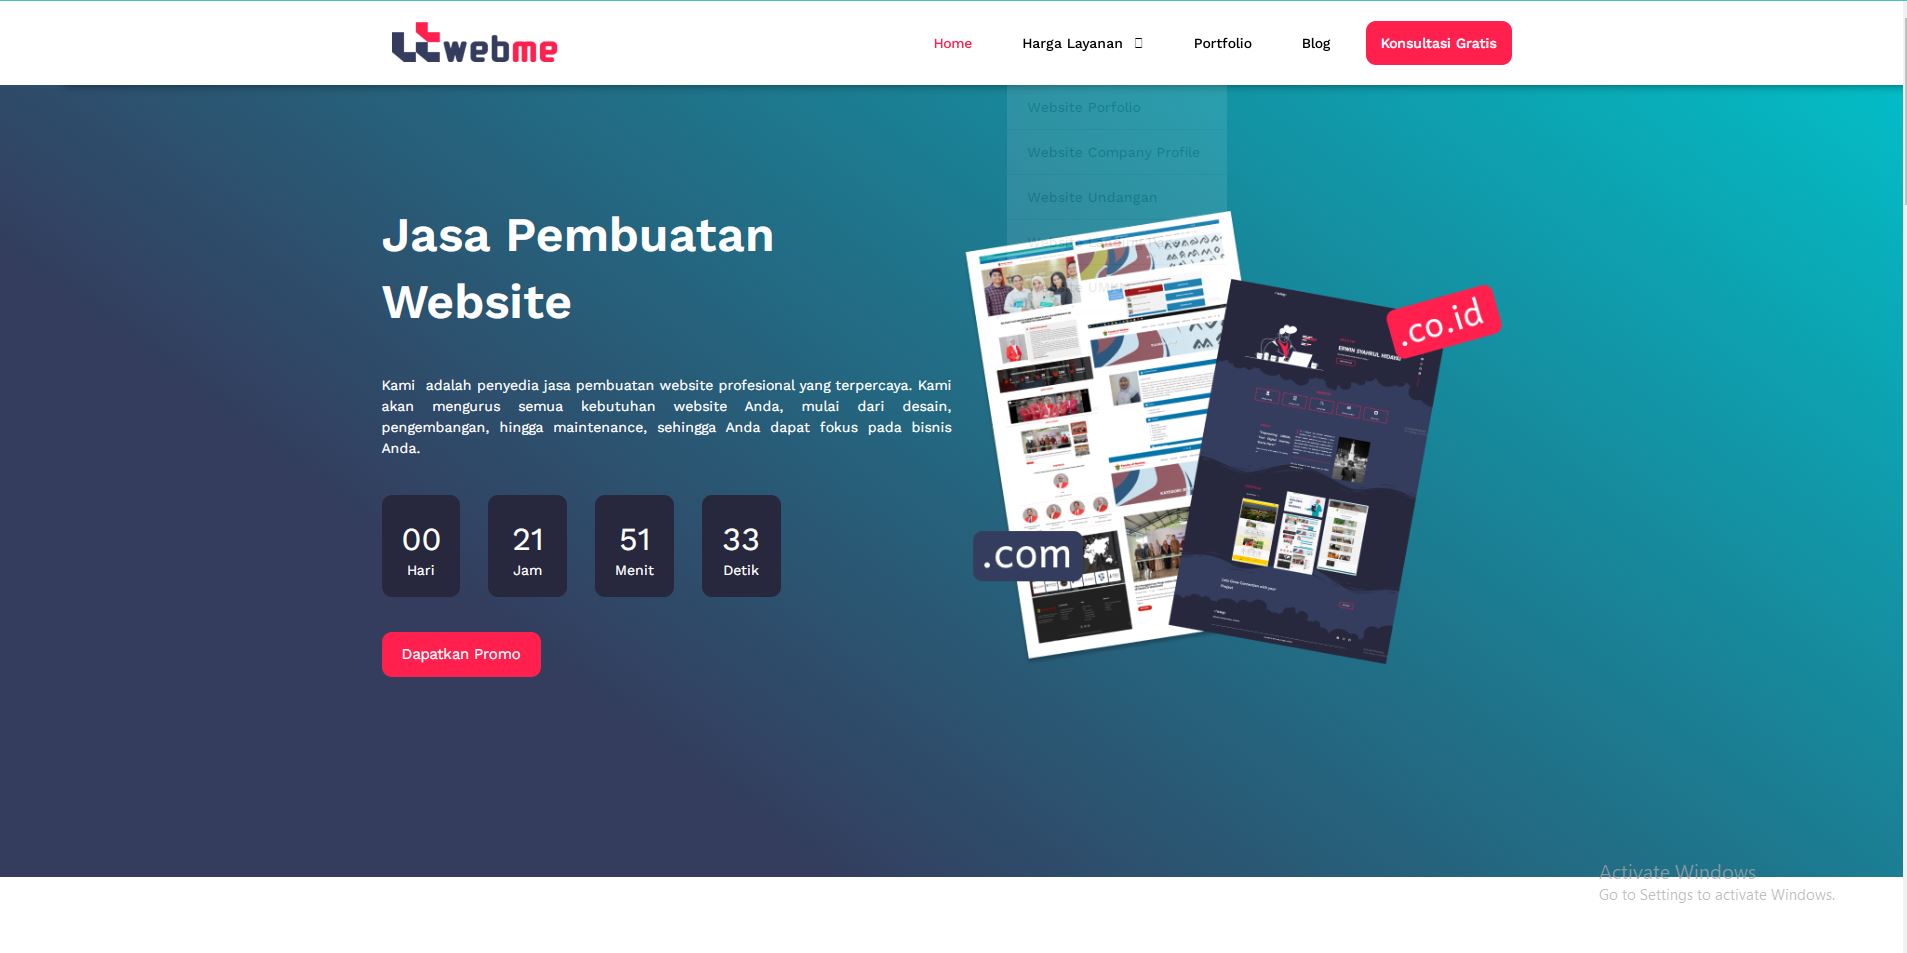 webme
Home
Harga Layanan
Portfolio
Blog
Konsultasi Gratis
Website Porfolio
Website Company Profile
Website Undangan
Jasa Pembuatan
Website
Kami adalah penyedia jasa pembuatan website profesional yang terpercaya. Kami
akan mengurus semua kebutuhan website Anda, mulai dari desain,
pengembangan, hingga maintenance, sehingga Anda dapat fokus pada bisnis
Anda.
00
Hari
21
Jam
51
Menit
33
Detik
Dapatkan Promo
.co.id
ERWIN SYAHRUL HIDAYAT
.com
Activate Windows
Go to Settings to activate Windows.